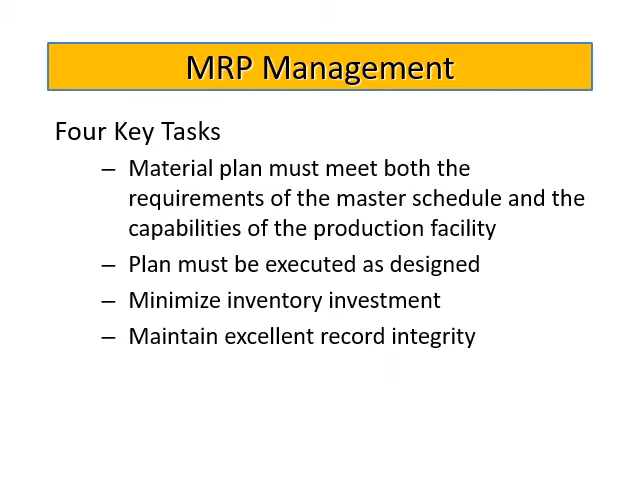 MRP Management
Four Key Tasks
– Material plan must meet both the
requirements of the master schedule and the
capabilities of the production facility
– Plan must be executed as designed
– Minimize inventory investment
– Maintain excellent record integrity